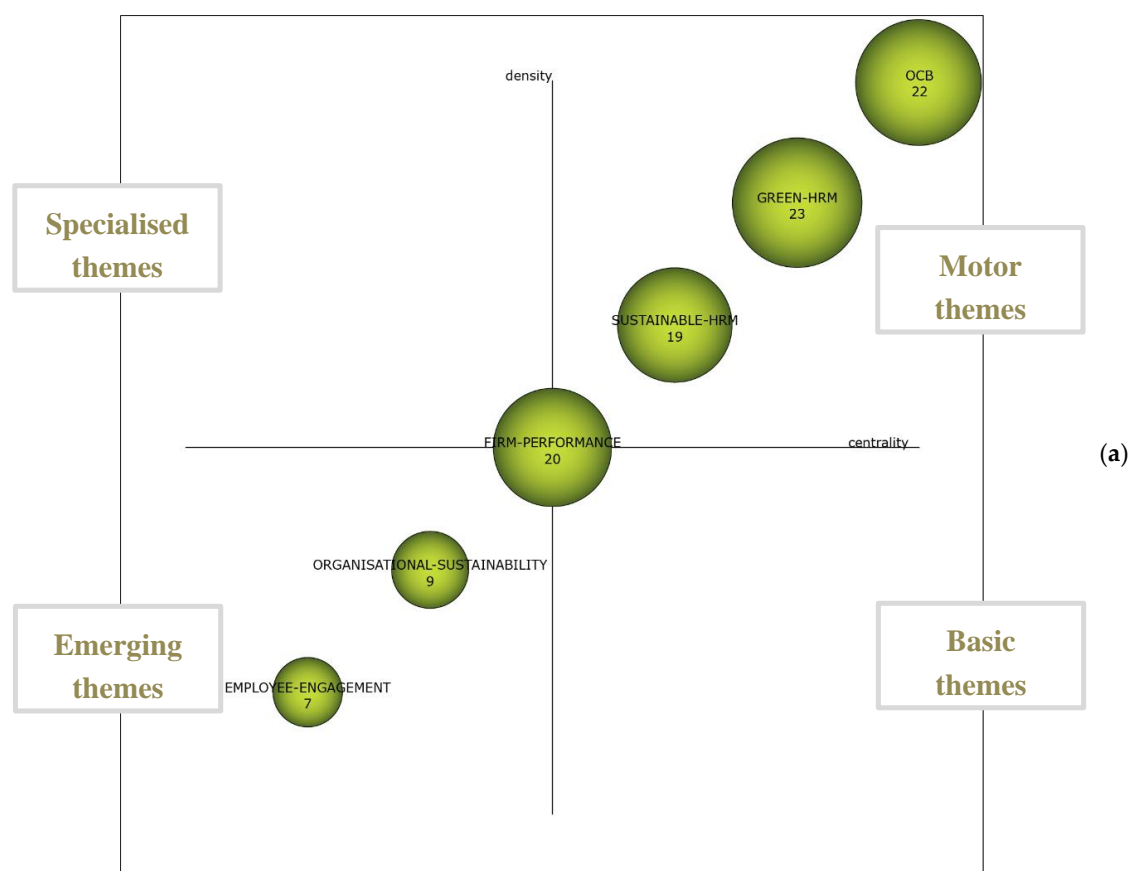 density
OCB
22
GREEN-HRM
23
Specialised
themes
Motor
themes
SUSTAINABLE-HRM
19
FIRM-PERFORMANCE
20
centrality
(a)
ORGANISATIONAL-SUSTAINABILITY
9
Emerging
themes
Basic
themes
EMPLOYEE-ENGAGEMENT
7